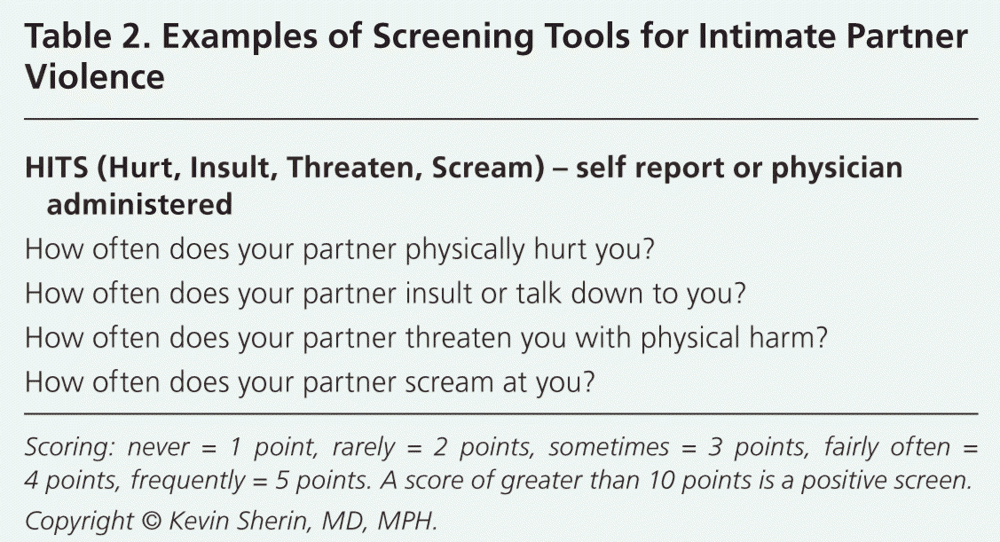 Table 2. Examples of Screening Tools for Intimate Partner
Violence
HITS (Hurt, Insult, Threaten, Scream) – self report or physician
administered
How often does your partner physically hurt you?
How often does your partner insult or talk down to you?
How often does your partner threaten you with physical harm?
How often does your partner scream at you?
Scoring: never = 1 point, rarely = 2 points, sometimes = 3 points, fairly often =
4 points, frequently = 5 points. A score of greater than 10 points is a positive screen.
Copyright © Kevin Sherin, MD, MPH.